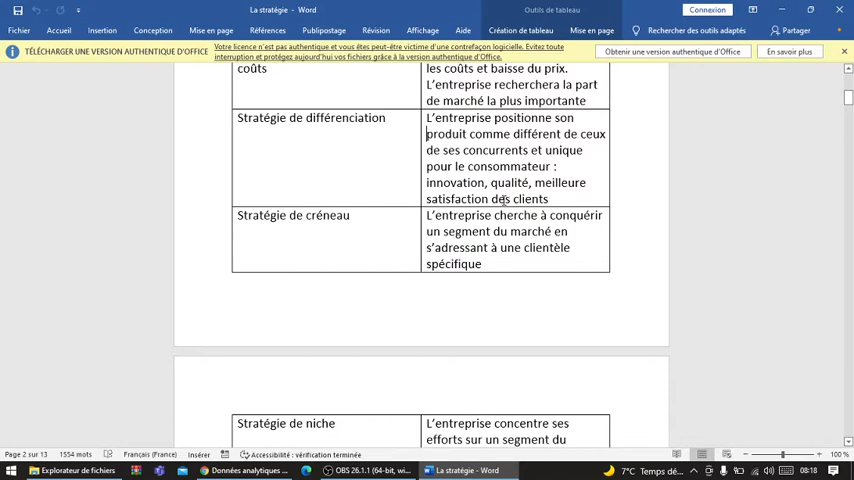 La stratégie - Word
Outils de tableau
Connexion
Fichier Accueil Insertion Conception Mise en page Références Publipostage Révision Affichage Aide Création de tableau Mise en page Rechercher des outils adaptés Partager
TÉLÉCHARGER UNE VERSION AUTHENTIQUE D'OFFICE
Votre licence n'est pas authentique et vous êtes peut-être victime d'une contrefaçon logicielle. Évitez toute
interruption et protégez aujourd'hui vos fichiers grâce à la version authentique d'Office.
Obtenir une version authentique d'Office
En savoir plus
coûts
les coûts et baisse du prix.
L'entreprise recherchera la part
de marché la plus importante
Stratégie de différenciation
L'entreprise positionne son
produit comme différent de ceux
de ses concurrents et unique
pour le consommateur :
innovation, qualité, meilleure
satisfaction des clients
Stratégie de créneau
L'entreprise cherche à conquérir
un segment du marché en
s'adressant à une clientèle
spécifique
Stratégie de niche
L'entreprise concentre ses
efforts sur un segment du
Page 2 sur 13 1554 mots Français (France) Insérer Accessibilité : vérification terminée 100 %
Explorateur de fichiers Données analytiques ... OBS 26.1.1 (64-bit, wi... La stratégie - Word 7°C Temps dé... 08:18